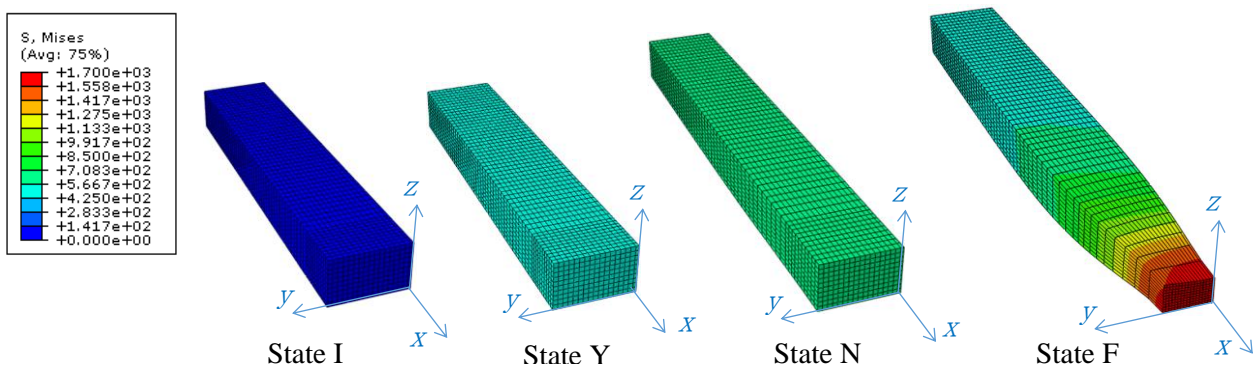 S, Mises
(Avg: 75%)
+1.700e+03
+1.558e+03
+1.417e+03
+1.275e+03
+1.133e+03
+9.917e+02
+8.500e+02
+7.083e+02
+5.667e+02
+4.250e+02
+2.833e+02
+1.417e+02
+0.000e+00
z
y
x
State I
z
y
x
State Y
z
y
x
State N
z
y
x
State F